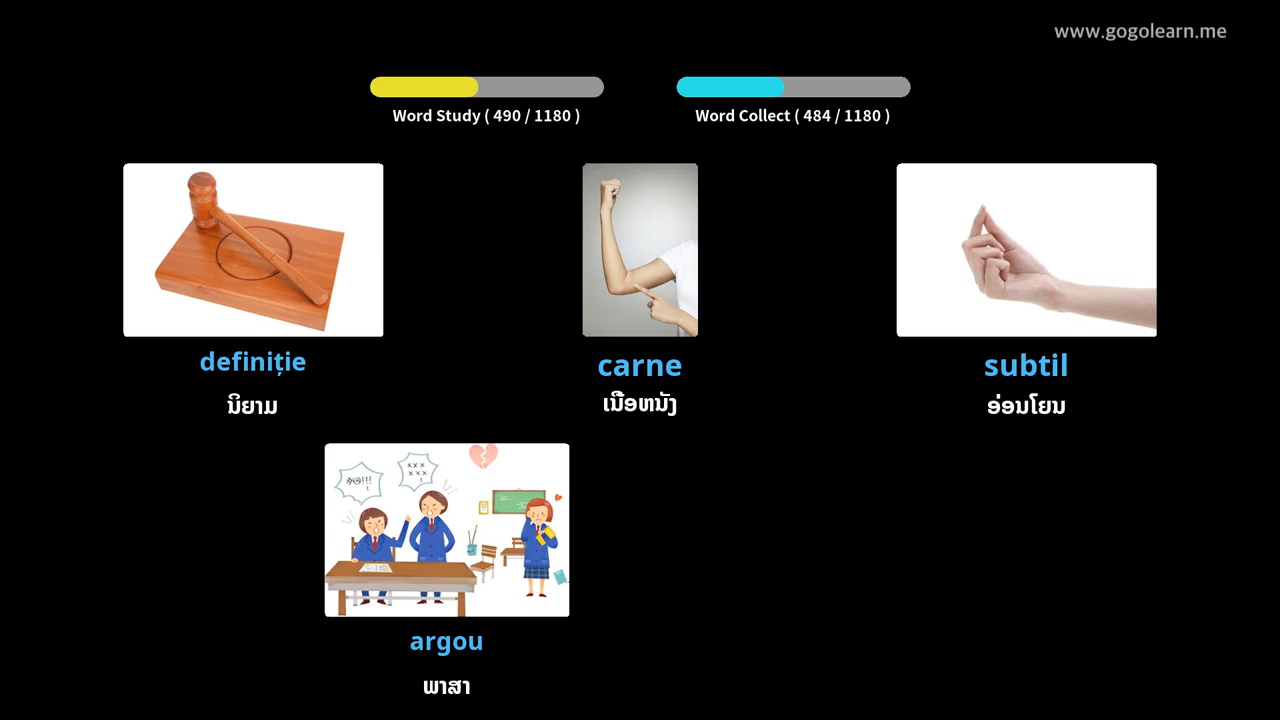 www.gogolearn.me
Word Study ( 490 / 1180 )
Word Collect ( 484 / 1180 )
definiție
ນິຍາມ
carne
ເນື້ອຫນັງ
subtil
ອ່ອນໂຍນ
#@!?!
!
x x x
x x x
!
argou
ພາສາ